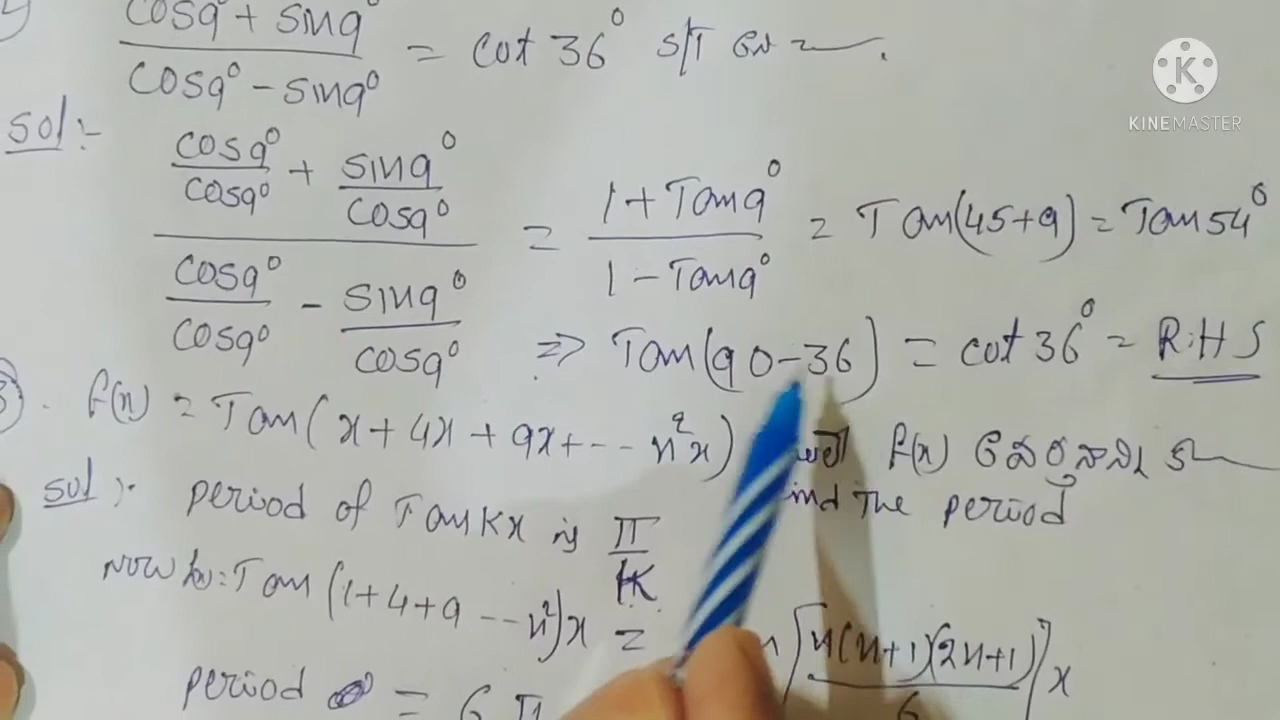 cos9° + sin9° / cos9° - sin9° = cot 36° S/T
KINEMASTER
Sol:- cos9°/cos9° + sin9°/cos9° / cos9°/cos9° - sin9°/cos9° = 1 + Tan9° / 1 - Tan9° = Tan(45+9) = Tan54°
⇒ Tan(90-36) = cot 36° = R.H.S
f(x) = Tan(x + 4x + 9x + --- n²x) f(x)
Sol:- period of Tan Kx is π/|K| the period
Now Tan(1+4+9 --- n²)x = [n(n+1)(2n+1)/6]x
period = 6π